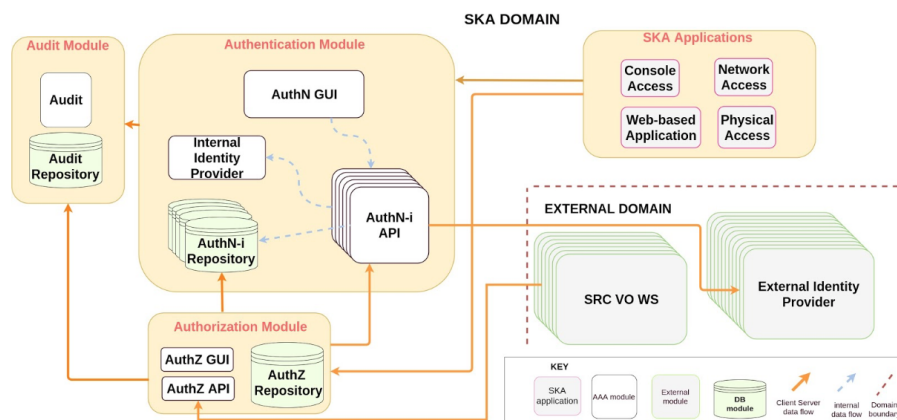 SKA DOMAIN
Audit Module
Audit
Audit
Repository
Authentication Module
AuthN GUI
Internal
Identity
Provider
AuthN-i
API
AuthN-i
Repository
SKA Applications
Console
Access
Network
Access
Web-based
Application
Physical
Access
EXTERNAL DOMAIN
SRC VO WS
External Identity
Provider
Authorization Module
AuthZ GUI
AuthZ API
AuthZ
Repository
KEY
SKA
application
AAA module
External
module
DB
module
Client Server
data flow
internal
data flow
Domain
boundary